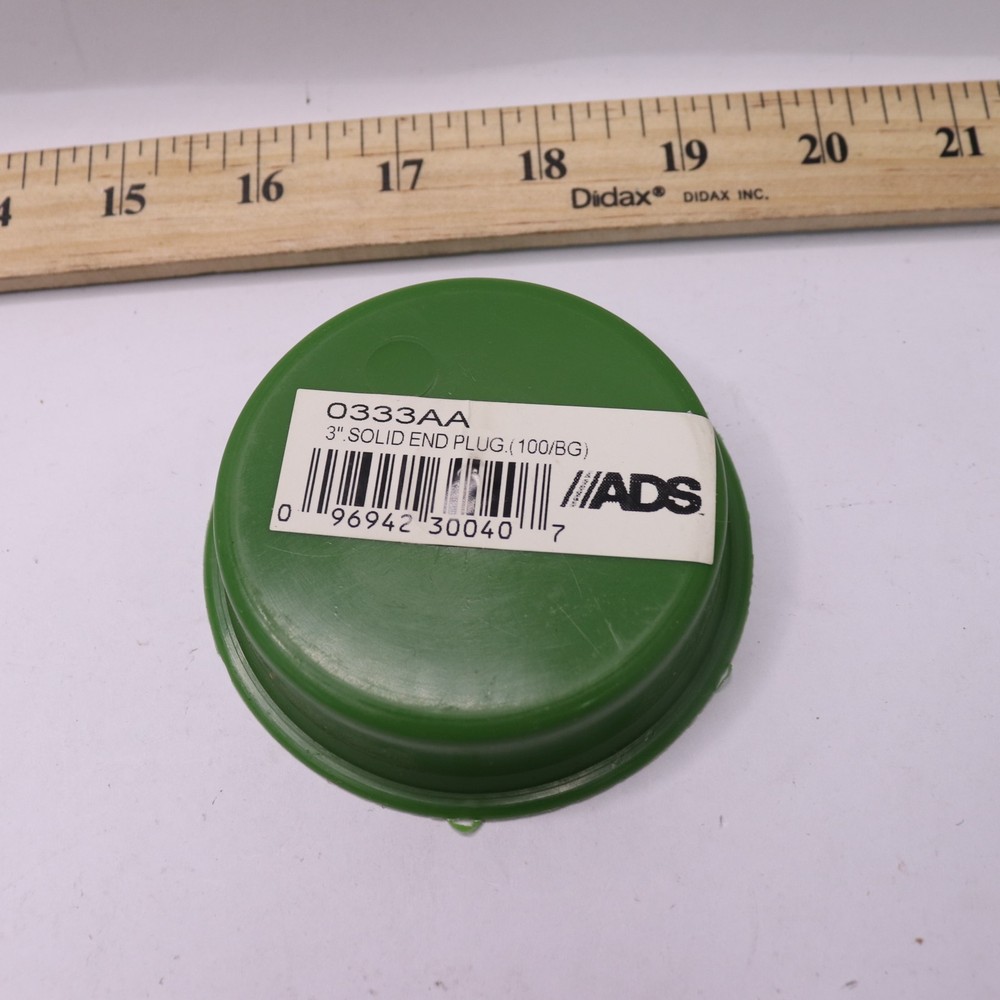 4 15 16 17 18 19 20 21
Didax® DIDAX INC.
0333AA
3".SOLID END PLUG.(100/BG)
ADS
0 96942 30040 7